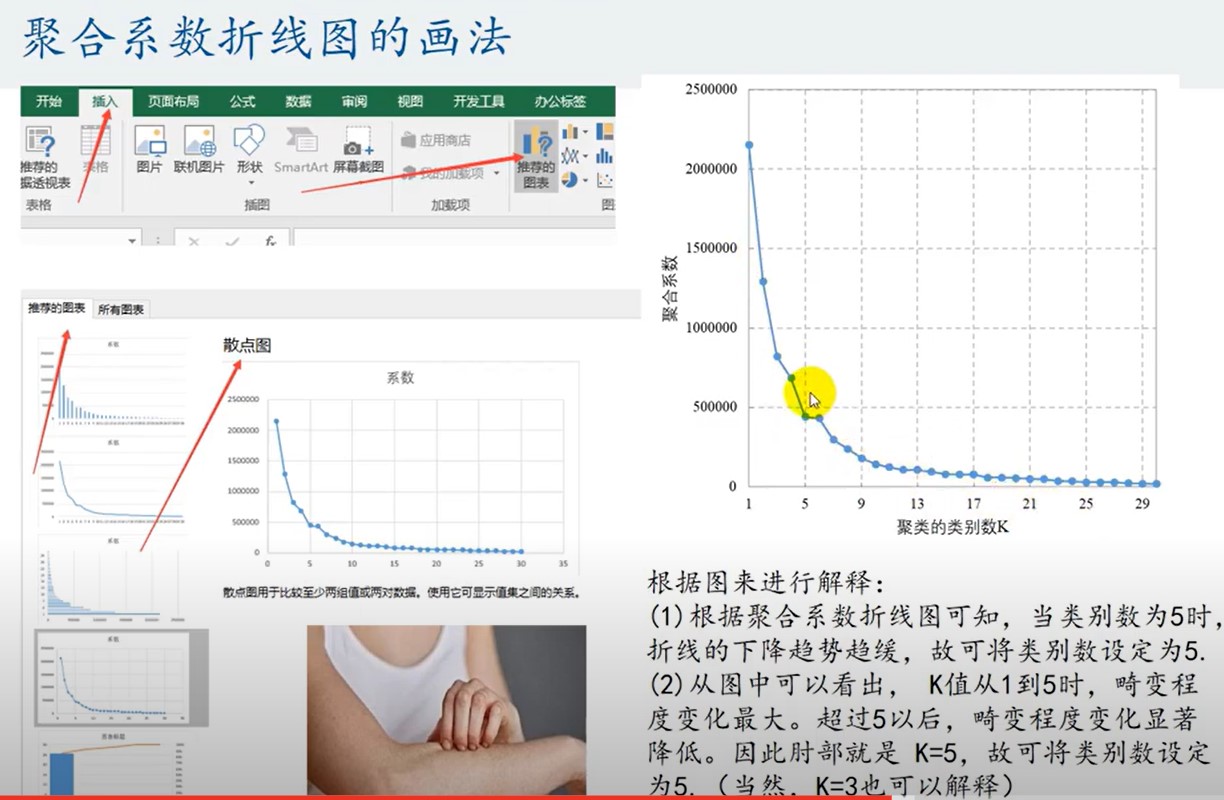 聚合系数折线图的画法
开始 插入 页面布局 公式 数据 审阅 视图 开发工具 办公标签
推荐的
据透视表
表格
图片 联机图片 形状 SmartArt 屏幕截图
应用商店
我的加载项
推荐的
图表
表格 插图 加载项 图
fx
推荐的图表 所有图表
散点图
系数
2500000
2000000
1500000
1000000
500000
0
0 5 10 15 20 25 30 35
散点图用于比较至少两组值或两对数据。使用它可显示值集之间的关系。
系数
系数
系数
系数
2500000
2000000
1500000
1000000
500000
0
聚合系数
1 5 9 13 17 21 25 29
聚类的类别数K
根据图来进行解释：
(1)根据聚合系数折线图可知，当类别数为5时，
折线的下降趋势趋缓，故可将类别数设定为5.
(2)从图中可以看出， K值从1到5时，畸变程
度变化最大。超过5以后，畸变程度变化显著
降低。因此肘部就是 K=5，故可将类别数设定
为5.（当然，K=3也可以解释）